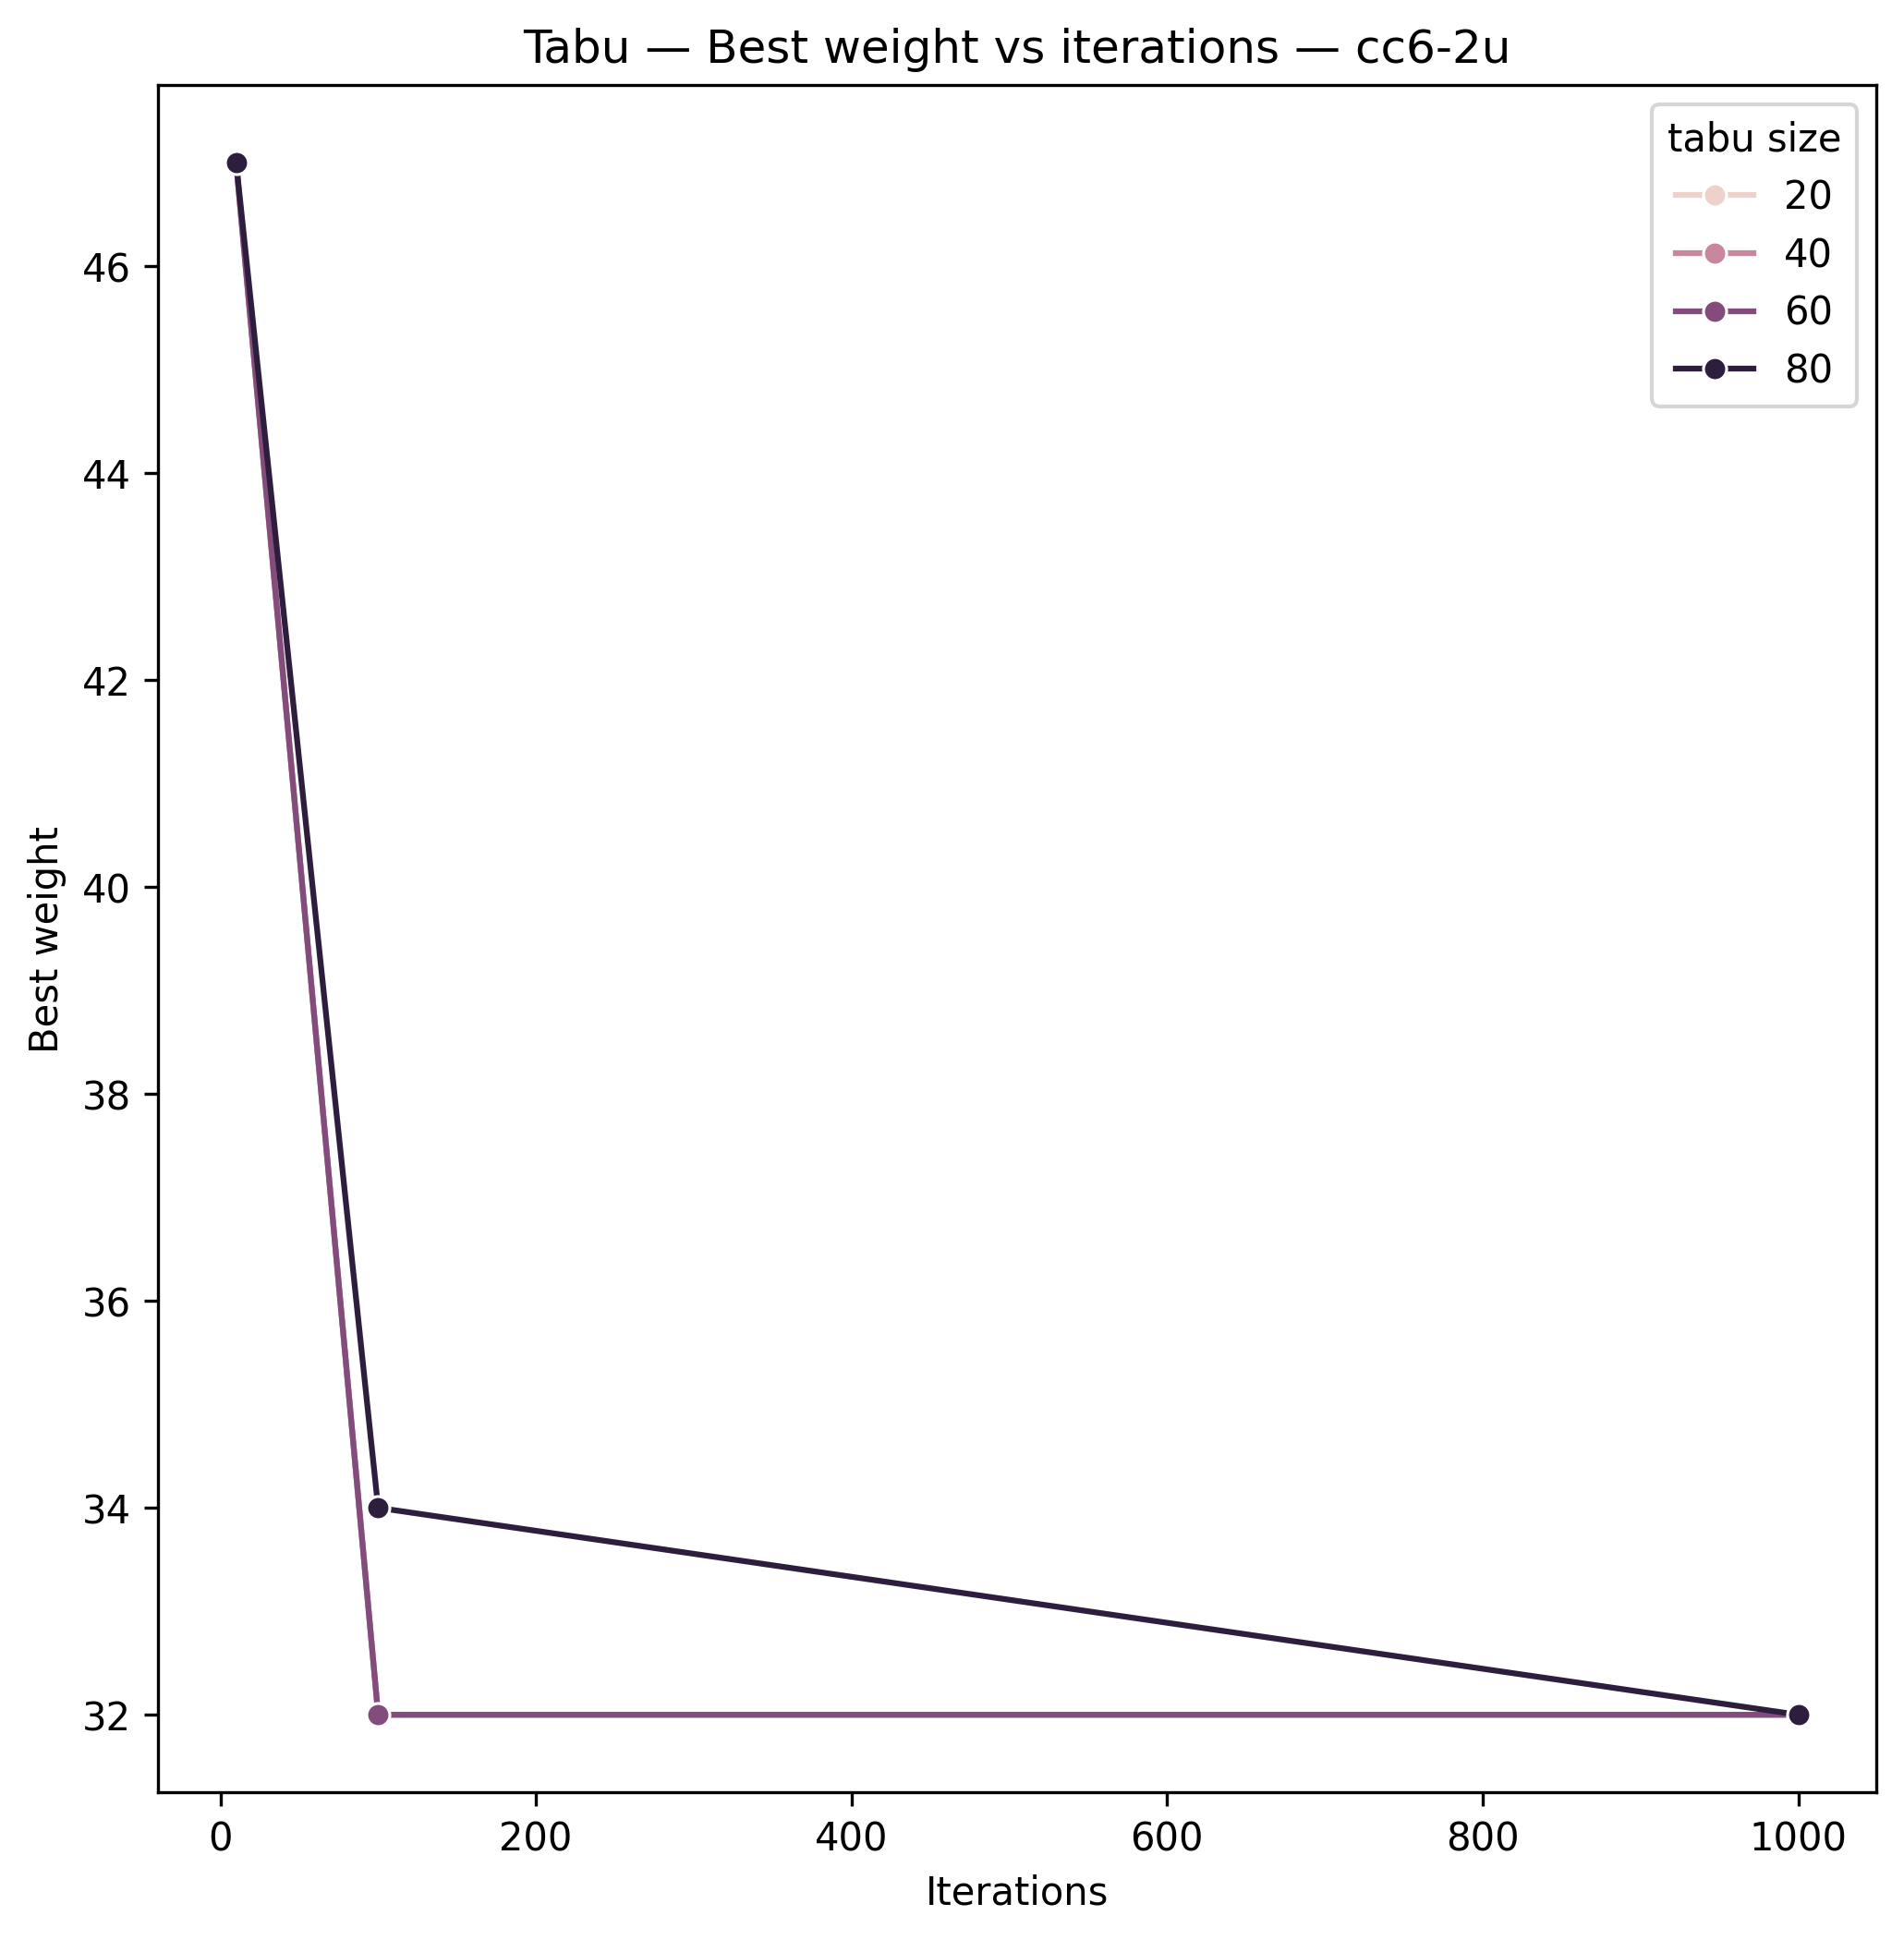 Tabu — Best weight vs iterations — cc6-2u
tabu size
20
40
60
80
46
44
42
40
38
36
34
32
Best weight
0 200 400 600 800 1000
Iterations